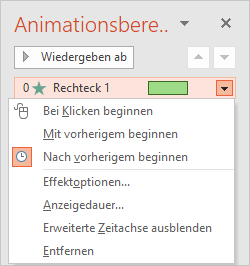 Animationsbere..
Wiedergeben ab
0 Rechteck 1
Bei Klicken beginnen
Mit vorherigem beginnen
Nach vorherigem beginnen
Effektoptionen...
Anzeigedauer...
Erweiterte Zeitachse ausblenden
Entfernen